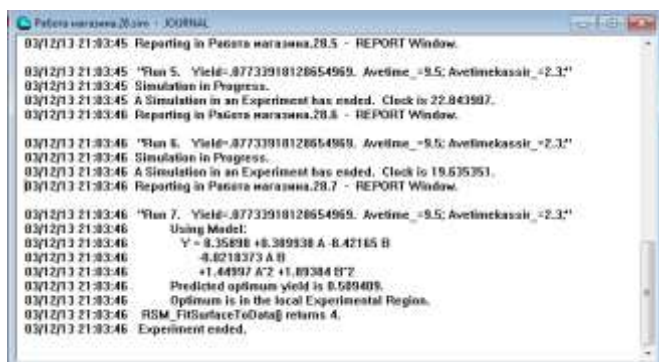 Работа магазина.28.sim - JOURNAL
03/12/13 21:03:45 Reporting in Работа магазина.28.5 - REPORT Window.
03/12/13 21:03:45 "Run 5. Yield=.07733918128654969. Avetime_=9.5; Avetimekassir_=2.3;"
03/12/13 21:03:45 Simulation in Progress.
03/12/13 21:03:45 A Simulation in an Experiment has ended. Clock is 22.843907.
03/12/13 21:03:46 Reporting in Работа магазина.28.6 - REPORT Window.
03/12/13 21:03:46 "Run 6. Yield=.07733918128654969. Avetime_=9.5; Avetimekassir_=2.3;"
03/12/13 21:03:46 Simulation in Progress.
03/12/13 21:03:46 A Simulation in an Experiment has ended. Clock is 19.635351.
03/12/13 21:03:46 Reporting in Работа магазина.28.7 - REPORT Window.
03/12/13 21:03:46 "Run 7. Yield=.07733918128654969. Avetime_=9.5; Avetimekassir_=2.3;"
03/12/13 21:03:46 Using Model:
03/12/13 21:03:46 Y = 8.35898 +0.389938 A -8.42165 B
03/12/13 21:03:46 -0.0218373 A B
03/12/13 21:03:46 +1.44997 A^2 +1.89384 B^2
03/12/13 21:03:46 Predicted optimum yield is 0.509409.
03/12/13 21:03:46 Optimum is in the local Experimental Region.
03/12/13 21:03:46 RSM_FitSurfaceToData() returns 4.
03/12/13 21:03:46 Experiment ended.